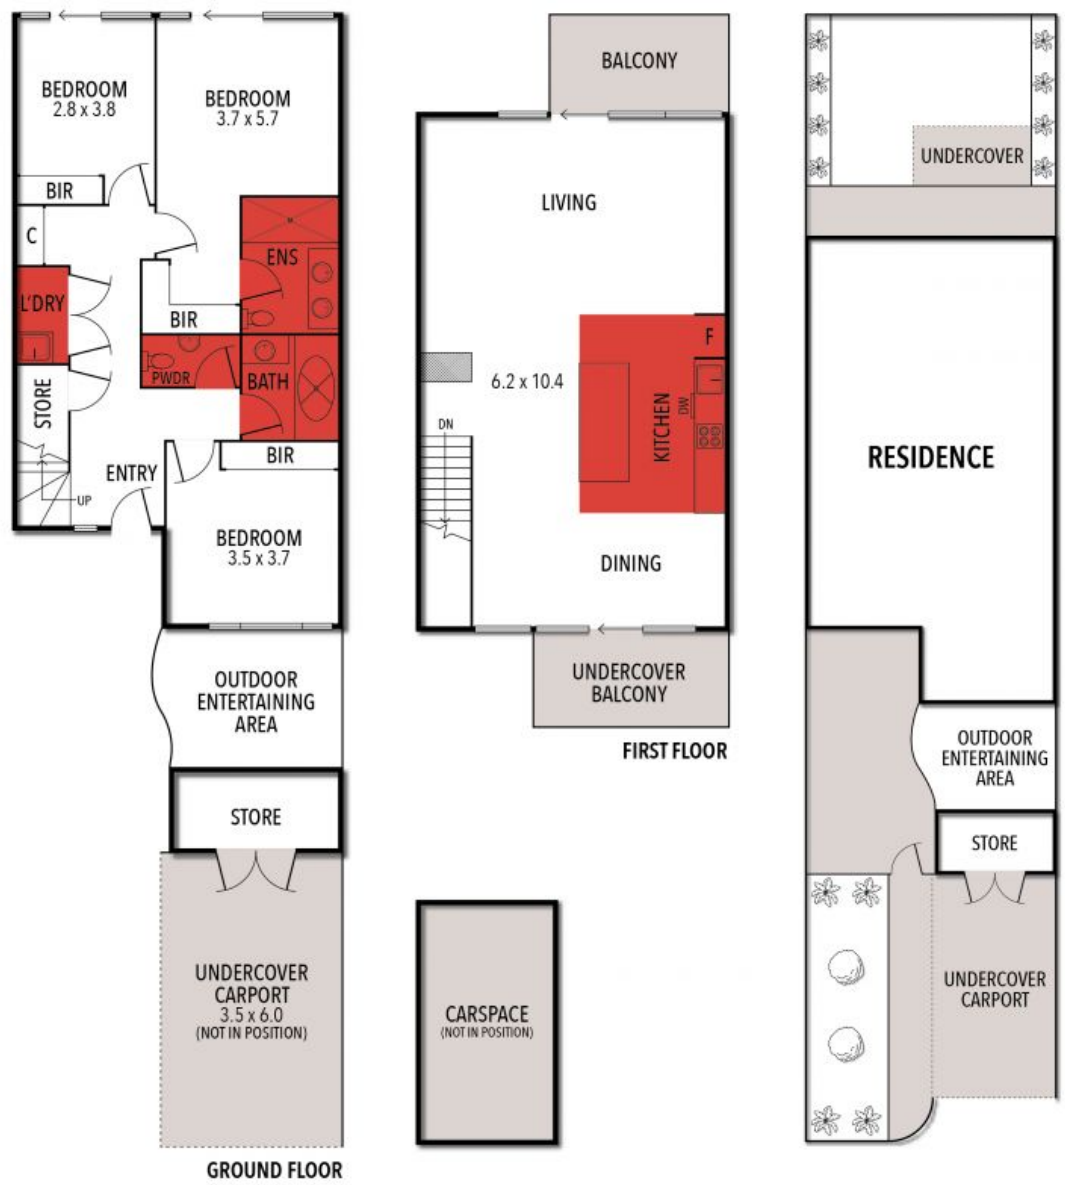 BEDROOM
2.8 x 3.8
BEDROOM
3.7 x 5.7
BIR
C
ENS
L'DRY
BIR
PWDR
BATH
STORE
BIR
ENTRY
UP
BEDROOM
3.5 x 3.7
OUTDOOR
ENTERTAINING
AREA
STORE
UNDERCOVER
CARPORT
3.5 x 6.0
(NOT IN POSITION)
GROUND FLOOR
BALCONY
LIVING
F
6.2 x 10.4
KITCHEN
DW
DN
DINING
UNDERCOVER
BALCONY
FIRST FLOOR
CARSPACE
(NOT IN POSITION)
UNDERCOVER
RESIDENCE
OUTDOOR
ENTERTAINING
AREA
STORE
UNDERCOVER
CARPORT